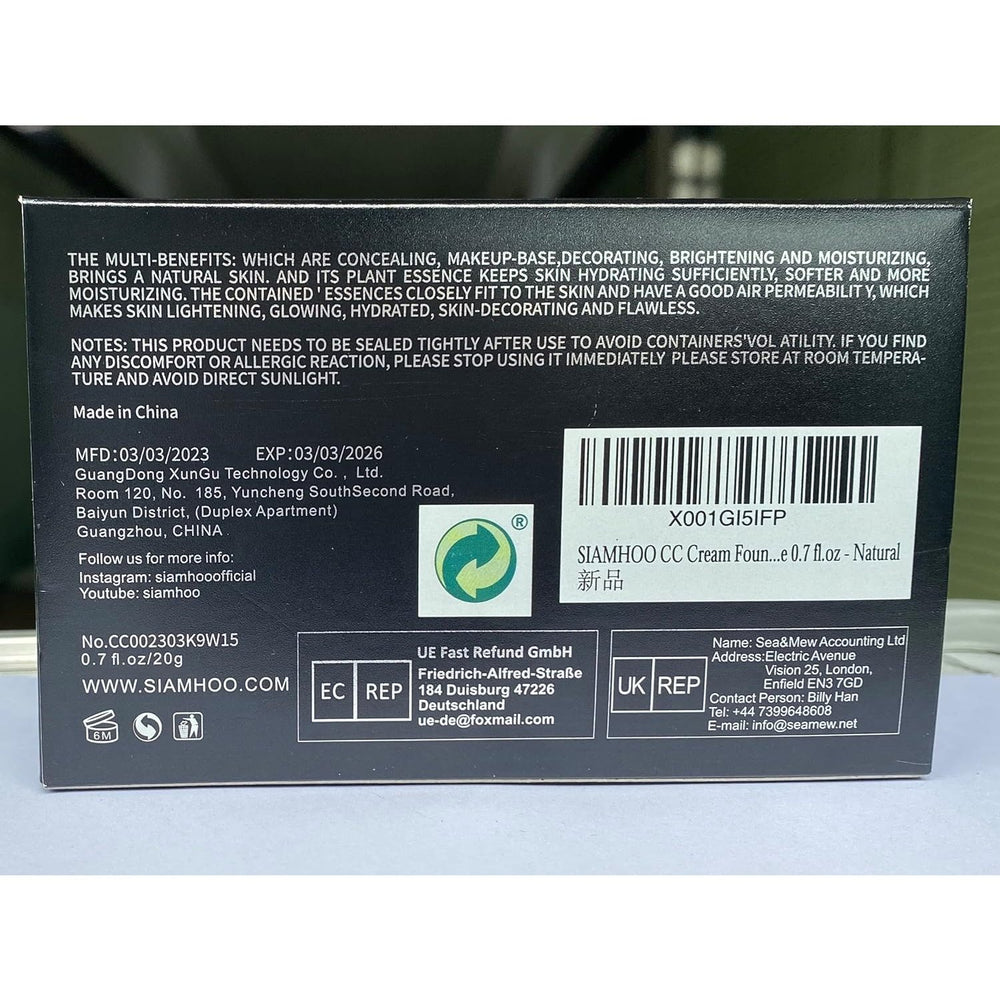 THE MULTI-BENEFITS: WHICH ARE CONCEALING, MAKEUP-BASE,DECORATING, BRIGHTENING AND MOISTURIZING,
BRINGS A NATURAL SKIN. AND ITS PLANT ESSENCE KEEPS SKIN HYDRATING SUFFICIENTLY, SOFTER AND MORE
MOISTURIZING. THE CONTAINED ' ESSENCES CLOSELY FIT TO THE SKIN AND HAVE A GOOD AIR PERMEABILIT Y, WHICH
MAKES SKIN LIGHTENING, GLOWING, HYDRATED, SKIN-DECORATING AND FLAWLESS.
NOTES: THIS PRODUCT NEEDS TO BE SEALED TIGHTLY AFTER USE TO AVOID CONTAINERS'VOL ATILITY. IF YOU FIND
ANY DISCOMFORT OR ALLERGIC REACTION, PLEASE STOP USING IT IMMEDIATELY PLEASE STORE AT ROOM TEMPERA-
TURE AND AVOID DIRECT SUNLIGHT.
Made in China
MFD:03/03/2023 EXP:03/03/2026
GuangDong XunGu Technology Co. , Ltd.
Room 120, No. 185, Yuncheng SouthSecond Road,
Baiyun District, (Duplex Apartment)
Guangzhou, CHINA
Follow us for more info:
Instagram: siamhooofficial
Youtube: siamhoo
®
X001GI5IFP
SIAMHOO CC Cream Foun...e 0.7 fl.oz - Natural
新品
No.CC002303K9W15
0.7 fl.oz/20g
WWW.SIAMHOO.COM
6M
EC REP
UE Fast Refund GmbH
Friedrich-Alfred-Straße
184 Duisburg 47226
Deutschland
ue-de@foxmail.com
UK REP
Name: Sea&Mew Accounting Ltd
Address:Electric Avenue
Vision 25, London,
Enfield EN3 7GD
Contact Person: Billy Han
Tel: +44 7399648608
E-mail: info@seamew.net